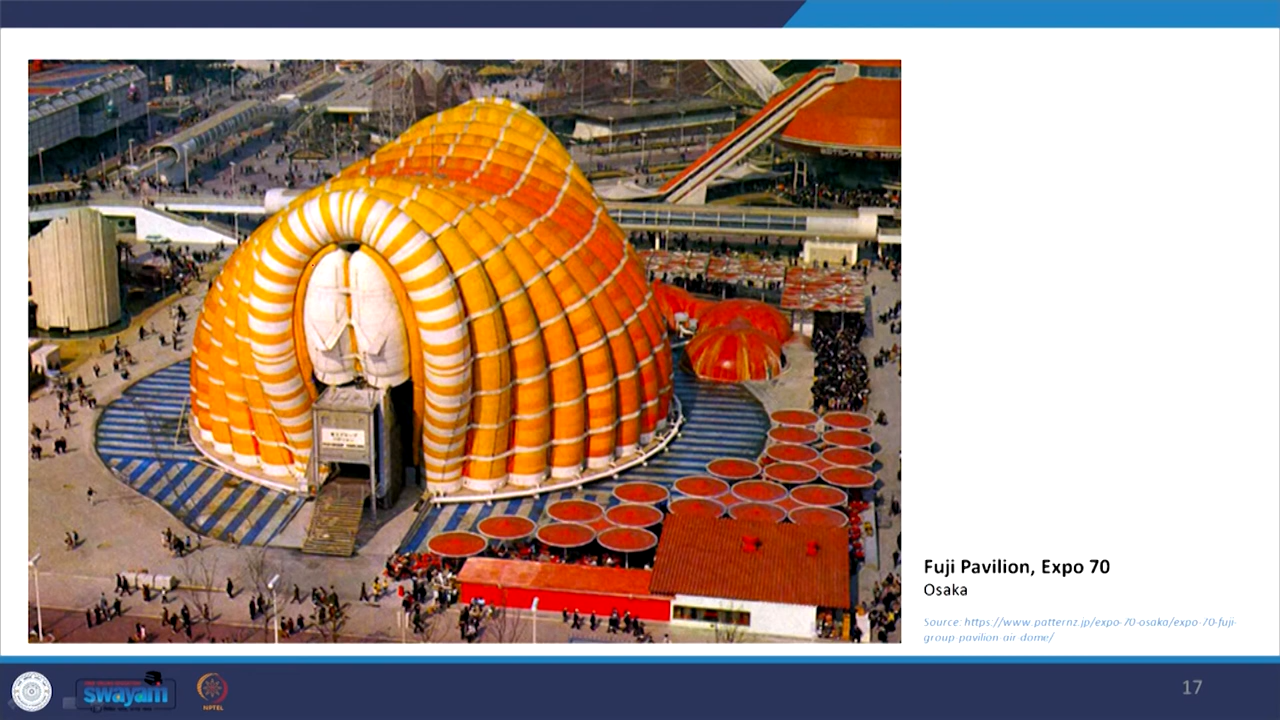 Fuji Pavilion, Expo 70
Osaka
Source: https://www.patternz.jp/expo-70-osaka/expo-70-fuji-
group-pavilion-air-dome/
swayam
NPTEL
17